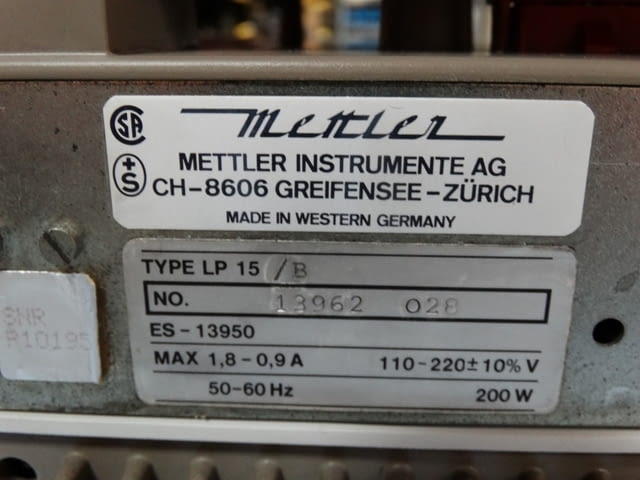 Mettler
METTLER INSTRUMENTE AG
CH-8606 GREIFENSEE-ZÜRICH
MADE IN WESTERN GERMANY
TYPE LP 15 /B
NO. 13962 028
ES-13950
MAX 1,8-0,9 A 110-220±10% V
50-60 Hz 200 W
SNR
R10195